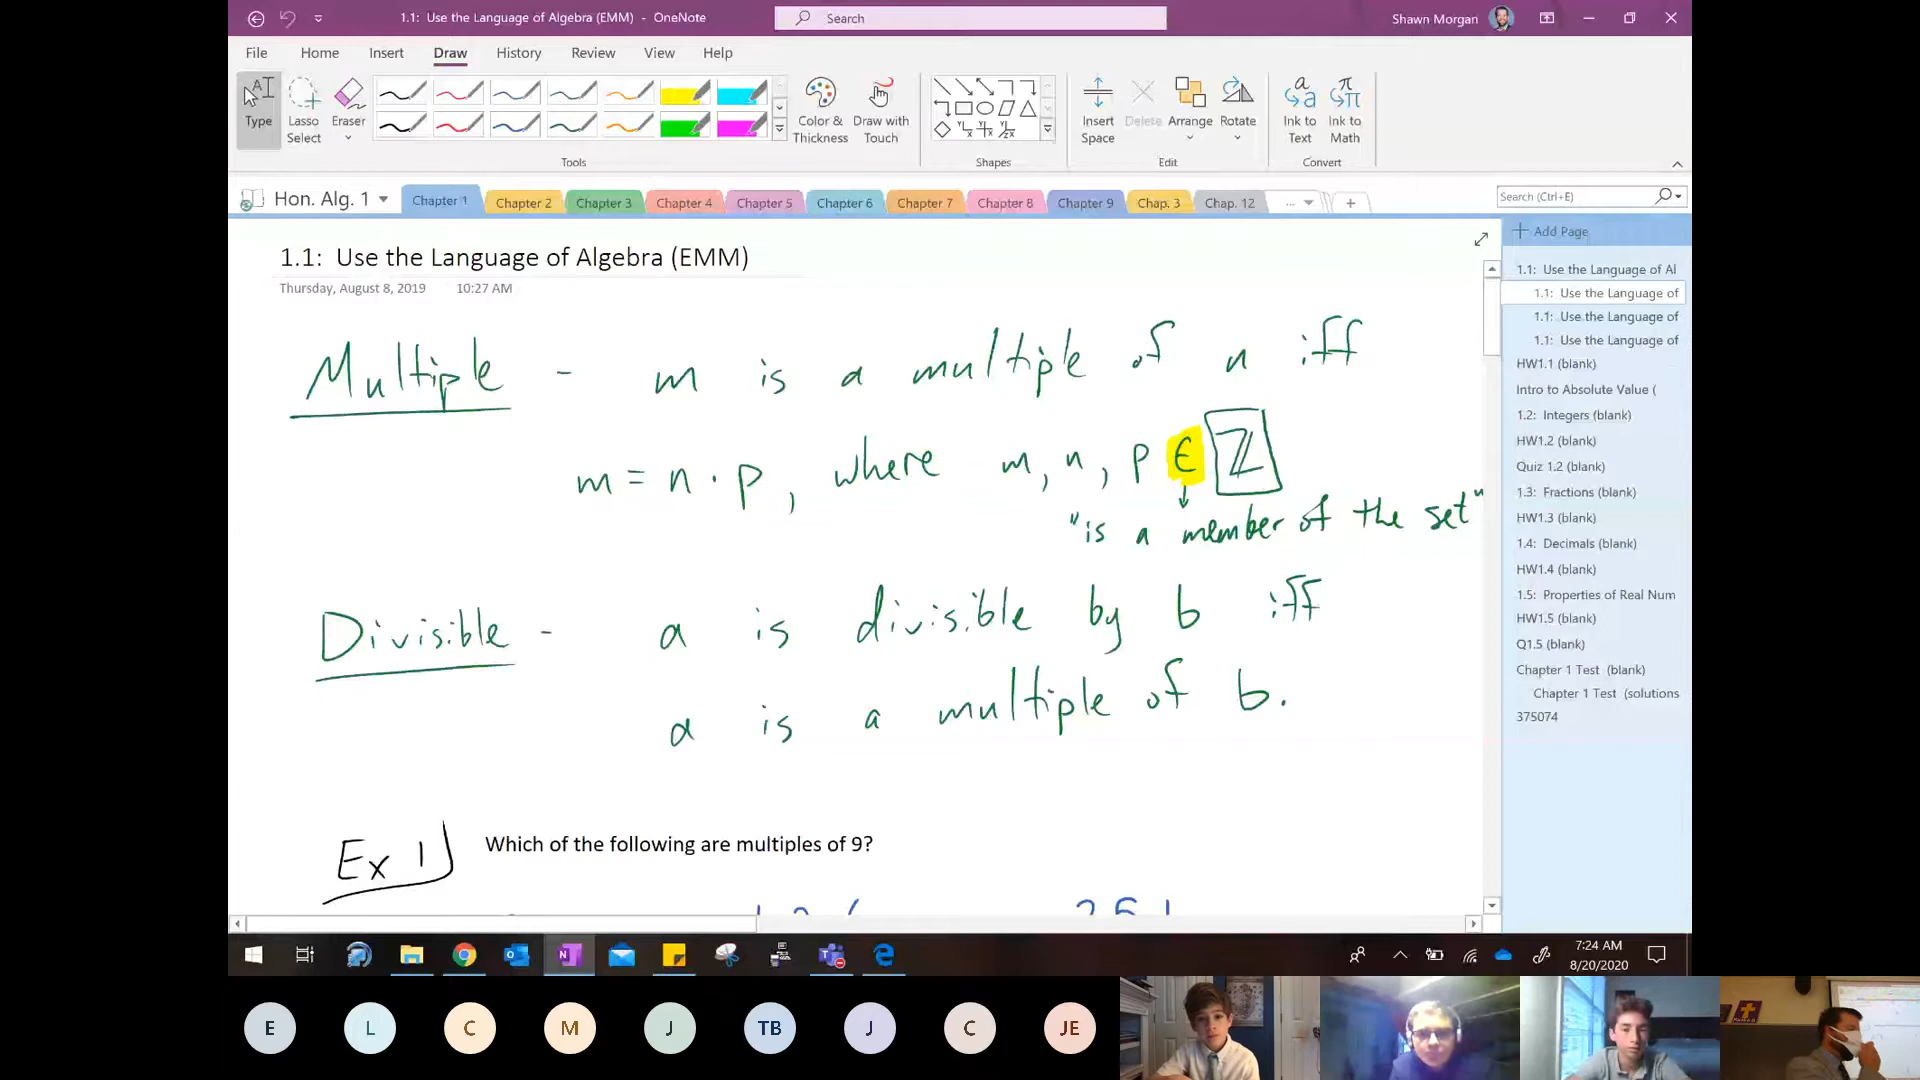 1.1: Use the Language of Algebra (EMM) - OneNote
Search
Shawn Morgan
File Home Insert Draw History Review View Help
Type
Lasso Select
Eraser
Color & Thickness
Draw with Touch
Insert Space
Delete
Arrange
Rotate
Ink to Text
Ink to Math
Tools
Shapes
Edit
Convert
Hon. Alg. 1
Chapter 1 Chapter 2 Chapter 3 Chapter 4 Chapter 5 Chapter 6 Chapter 7 Chapter 8 Chapter 9 Chap. 3 Chap. 12 ...
Search (Ctrl+E)
1.1: Use the Language of Algebra (EMM)
Thursday, August 8, 2019 10:27 AM
Multiple - m is a multiple of n iff
m = n · p, where m, n, p ∈ ℤ
"is a member of the set"
Divisible - a is divisible by b iff
a is a multiple of b.
Ex 1 Which of the following are multiples of 9?
Add Page
1.1: Use the Language of Al
1.1: Use the Language of
1.1: Use the Language of
1.1: Use the Language of
HW1.1 (blank)
Intro to Absolute Value (
1.2: Integers (blank)
HW1.2 (blank)
Quiz 1.2 (blank)
1.3: Fractions (blank)
HW1.3 (blank)
1.4: Decimals (blank)
HW1.4 (blank)
1.5: Properties of Real Num
HW1.5 (blank)
Q1.5 (blank)
Chapter 1 Test (blank)
Chapter 1 Test (solutions
375074
7:24 AM
8/20/2020
E L C M J TB J C JE